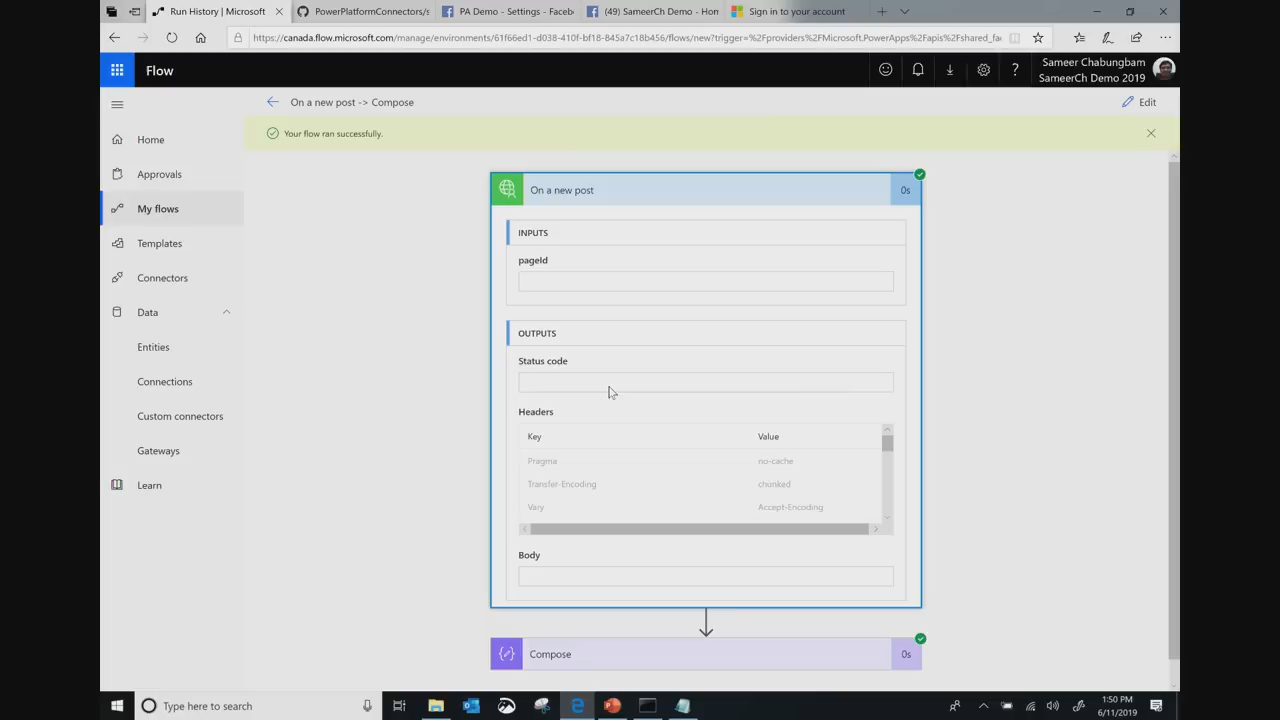 Run History | Microsoft
PowerPlatformConnectors/s
PA Demo - Settings - Faceb
(49) SameerCh Demo - Hom
Sign in to your account
https://canada.flow.microsoft.com/manage/environments/61f66ed1-d038-410f-bf18-845a7c18b456/flows/new?trigger=%2Fproviders%2FMicrosoft.PowerApps%2Fapis%2Fshared_fac
Flow
Sameer Chabungbam
SameerCh Demo 2019
On a new post -> Compose
Edit
Your flow ran successfully.
Home
Approvals
My flows
Templates
Connectors
Data
Entities
Connections
Custom connectors
Gateways
Learn
On a new post
0s
INPUTS
pageId
OUTPUTS
Status code
Headers
Key Value
Pragma no-cache
Transfer-Encoding chunked
Vary Accept-Encoding
Body
Compose
0s
Type here to search
1:50 PM
6/11/2019